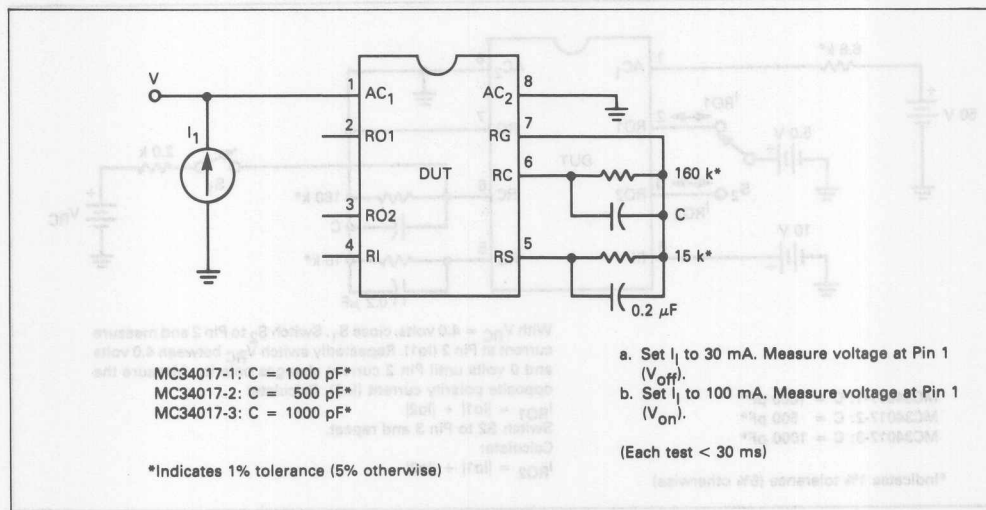 V
I1
1 AC1
2 RO1
3 RO2
4 RI
DUT
AC2 8
RG 7
RC 6
RS 5
160 k*
C
15 k*
0.2 µF
MC34017-1: C = 1000 pF*
MC34017-2: C = 500 pF*
MC34017-3: C = 1000 pF*
*Indicates 1% tolerance (5% otherwise)
a. Set I| to 30 mA. Measure voltage at Pin 1
(Voff).
b. Set I| to 100 mA. Measure voltage at Pin 1
(Von).
(Each test < 30 ms)